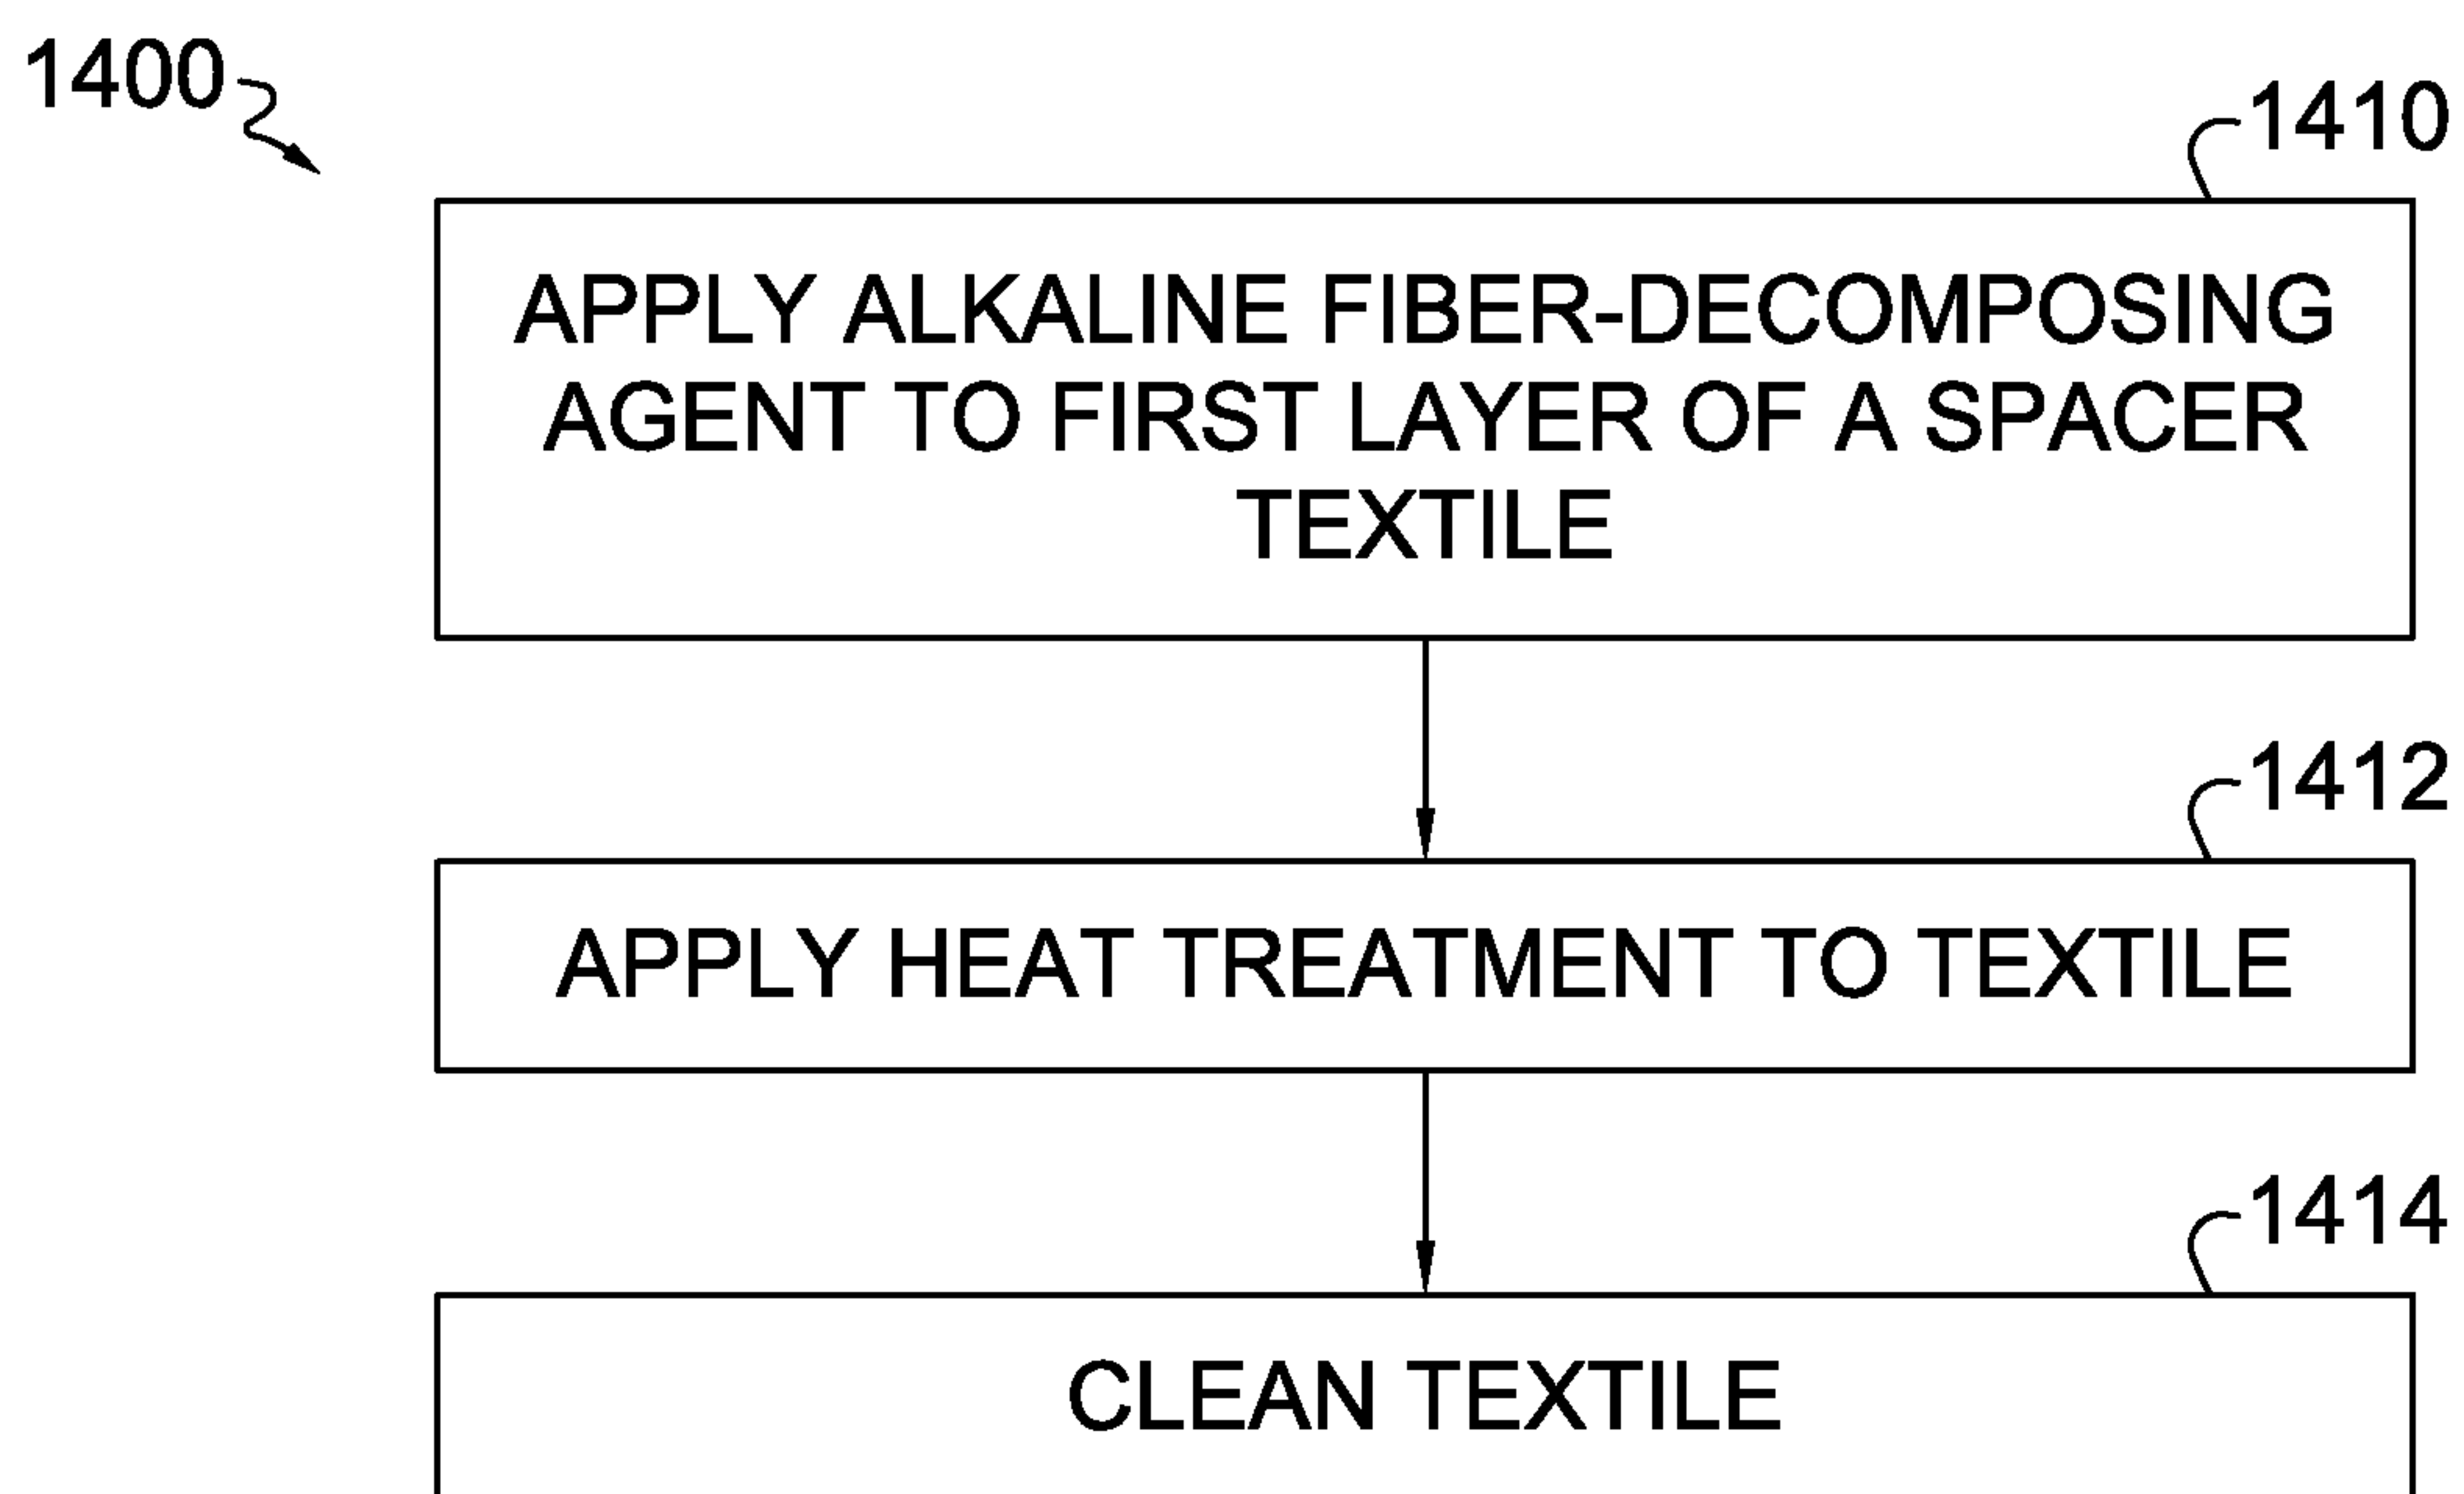 1400
1410
APPLY ALKALINE FIBER-DECOMPOSING
AGENT TO FIRST LAYER OF A SPACER
TEXTILE
1412
APPLY HEAT TREATMENT TO TEXTILE
1414
CLEAN TEXTILE